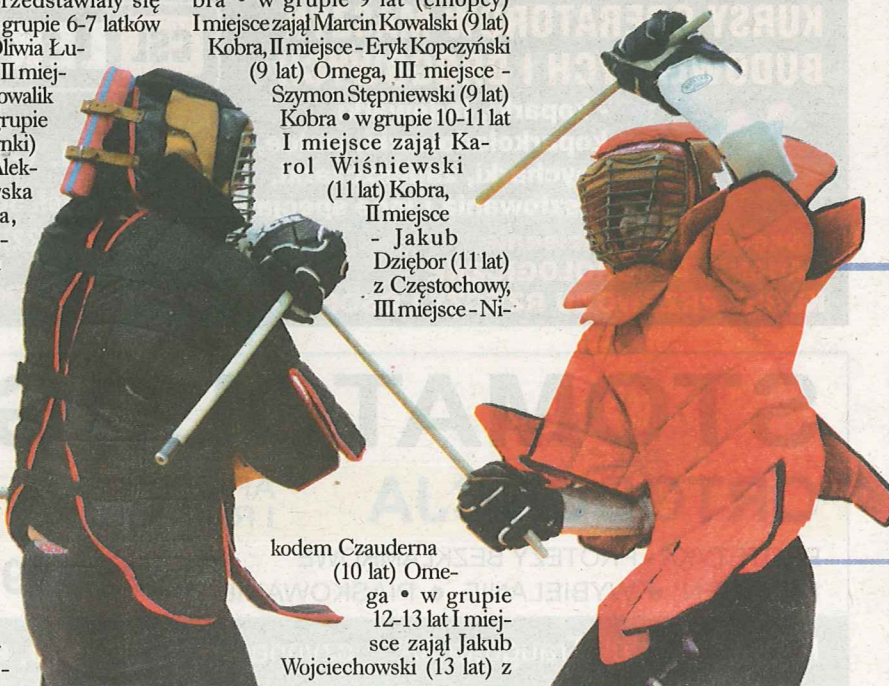 przedstawiały się
grupie 6-7 latków
Oliwia Łu-
II miej-
owalik
grupie
nki)
Alek-
ska
a,
bra • w grupie 9 lat (chłopcy)
I miejsce zajął Marcin Kowalski (9 lat)
Kobra, II miejsce - Eryk Kopczyński
(9 lat) Omega, III miejsce -
Szymon Stępniewski (9 lat)
Kobra • w grupie 10-11 lat
I miejsce zajął Ka-
rol Wiśniewski
(11 lat) Kobra,
II miejsce
- Jakub
Dziębor (11 lat)
z Częstochowy,
III miejsce - Ni-
kodem Czauderna
(10 lat) Ome-
ga • w grupie
12-13 lat I miej-
sce zajął Jakub
Wojciechowski (13 lat) z